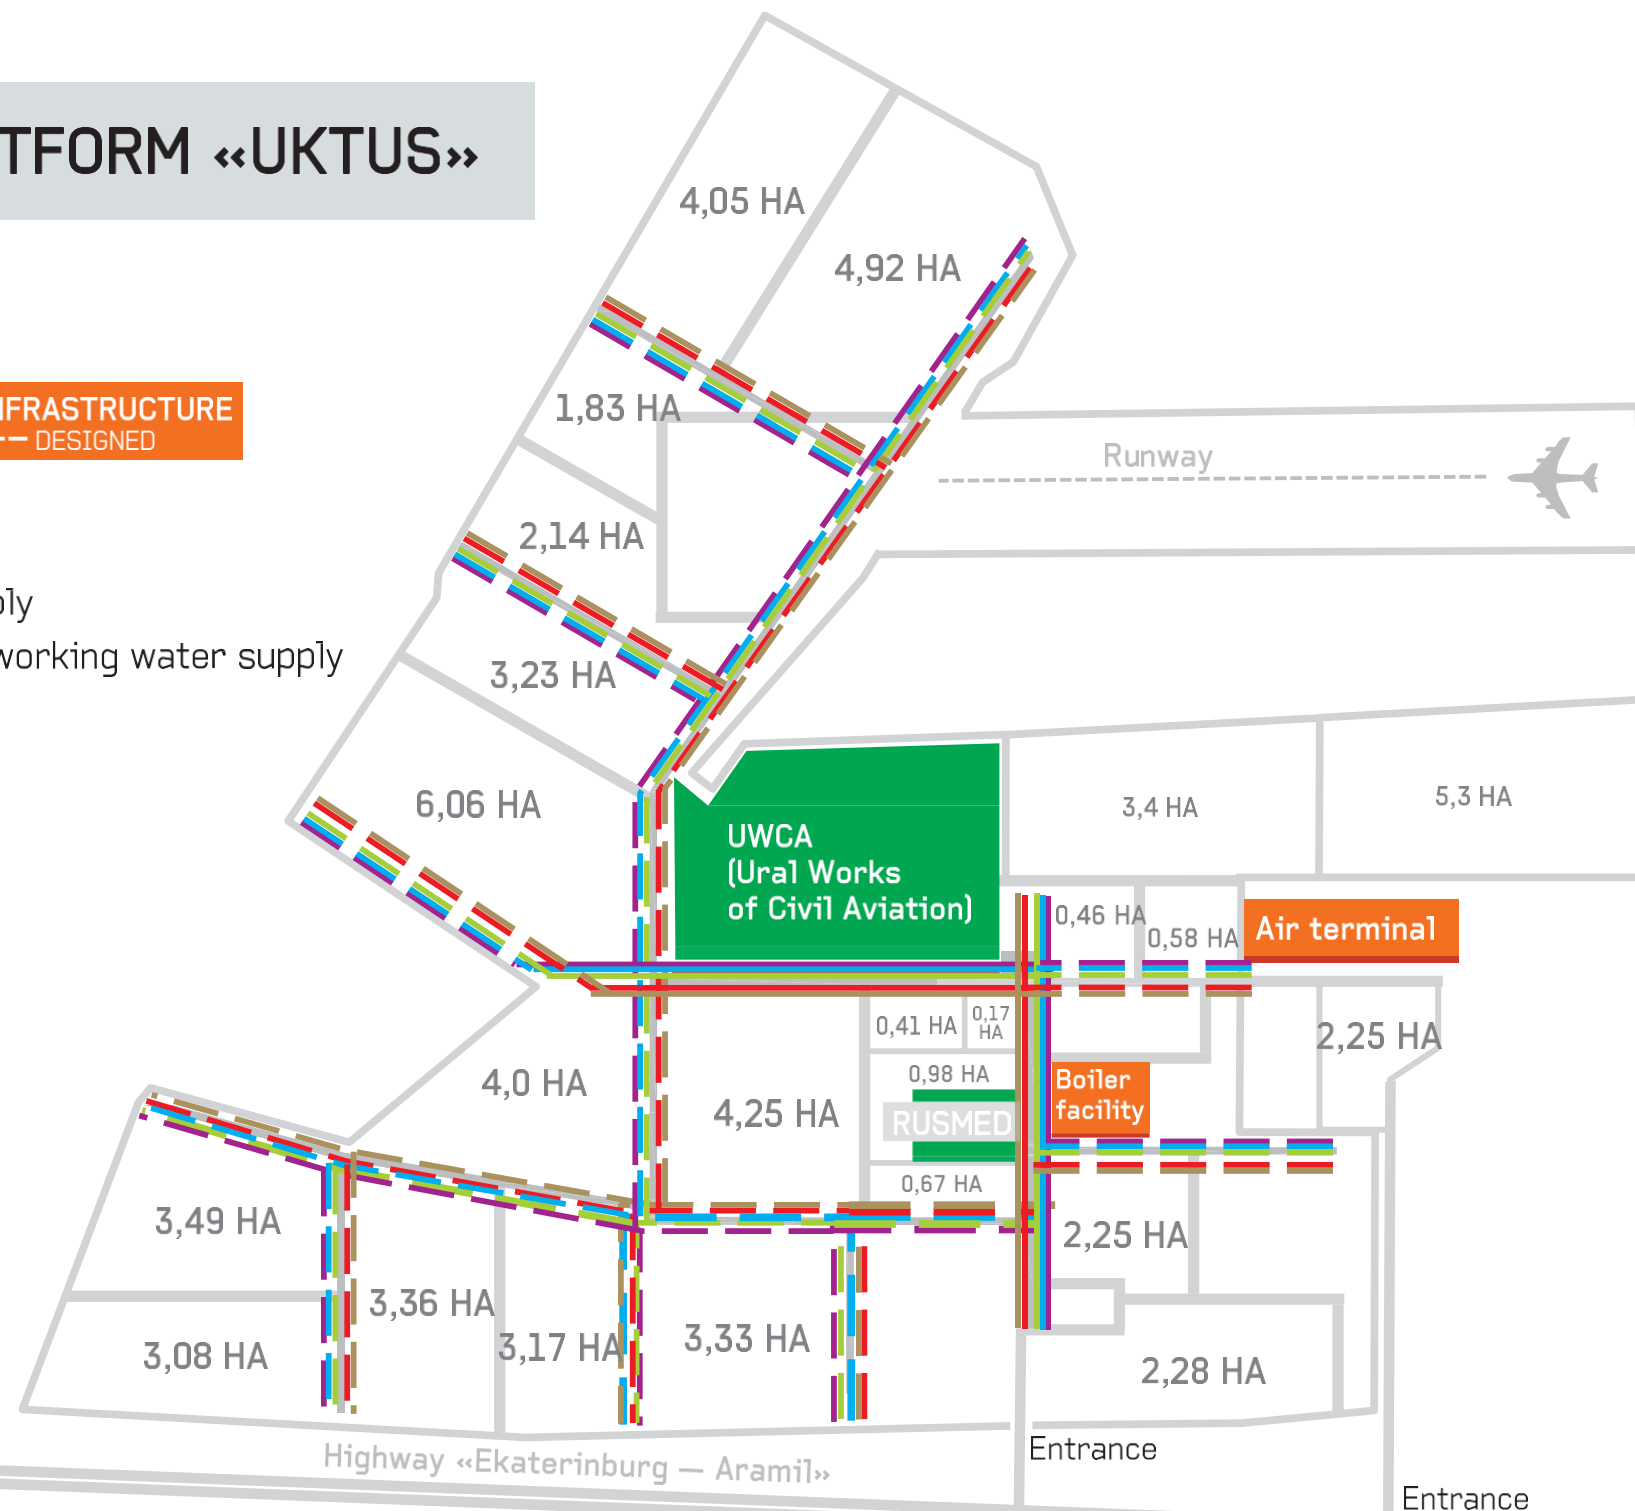 TFORM «UKTUS»
4,05 HA
4,92 HA
NFRASTRUCTURE
DESIGNED
1,83 HA
Runway
2,14 HA
ply
working water supply
3,23 HA
6,06 HA
3,4 HA
5,3 HA
UWCA
(Ural Works
of Civil Aviation)
0,46 HA
0,58 HA
Air terminal
0,41 HA
0,17
HA
2,25 HA
4,0 HA
0,98 HA
Boiler
facility
4,25 HA
RUSMED
0,67 HA
3,49 HA
2,25 HA
3,36 HA
3,17 HA
3,33 HA
3,08 HA
2,28 HA
Highway «Ekaterinburg — Aramil»
Entrance
Entrance